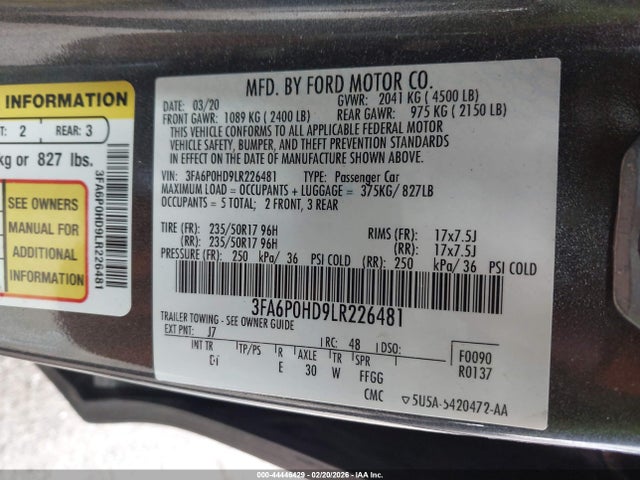 INFORMATION
2 REAR: 3
kg or 827 lbs.
SEE OWNERS
MANUAL FOR
ADDITIONAL
INFORMATION
3FA6P0HD9LR226481
MFD. BY FORD MOTOR CO.
DATE: 03/20 GVWR: 2041 KG ( 4500 LB)
FRONT GAWR: 1089 KG ( 2400 LB) REAR GAWR: 975 KG ( 2150 LB)
THIS VEHICLE CONFORMS TO ALL APPLICABLE FEDERAL MOTOR
VEHICLE SAFETY, BUMPER, AND THEFT PREVENTION STANDARDS
IN EFFECT ON THE DATE OF MANUFACTURE SHOWN ABOVE.
VIN: 3FA6P0HD9LR226481 TYPE: Passenger Car
MAXIMUM LOAD = OCCUPANTS + LUGGAGE = 375KG/ 827LB
OCCUPANTS = 5 TOTAL; 2 FRONT, 3 REAR
TIRE (FR): 235/50R17 96H RIMS (FR): 17x7.5J
(RR): 235/50R17 96H (RR): 17x7.5J
PRESSURE (FR): 250 kPa/ 36 PSI COLD (RR) 250 kPa/ 36 PSI COLD
3FA6P0HD9LR226481
TRAILER TOWING - SEE OWNER GUIDE
EXT PNT: J7 RC: 48 DSO:
INT TR TP/PS R AXLE TR SPR F0090
E 30 W FFGG R0137
CMC ▽5U5A-5420472-AA
00-44446429 (02/20/2026 - IAAI.COM)